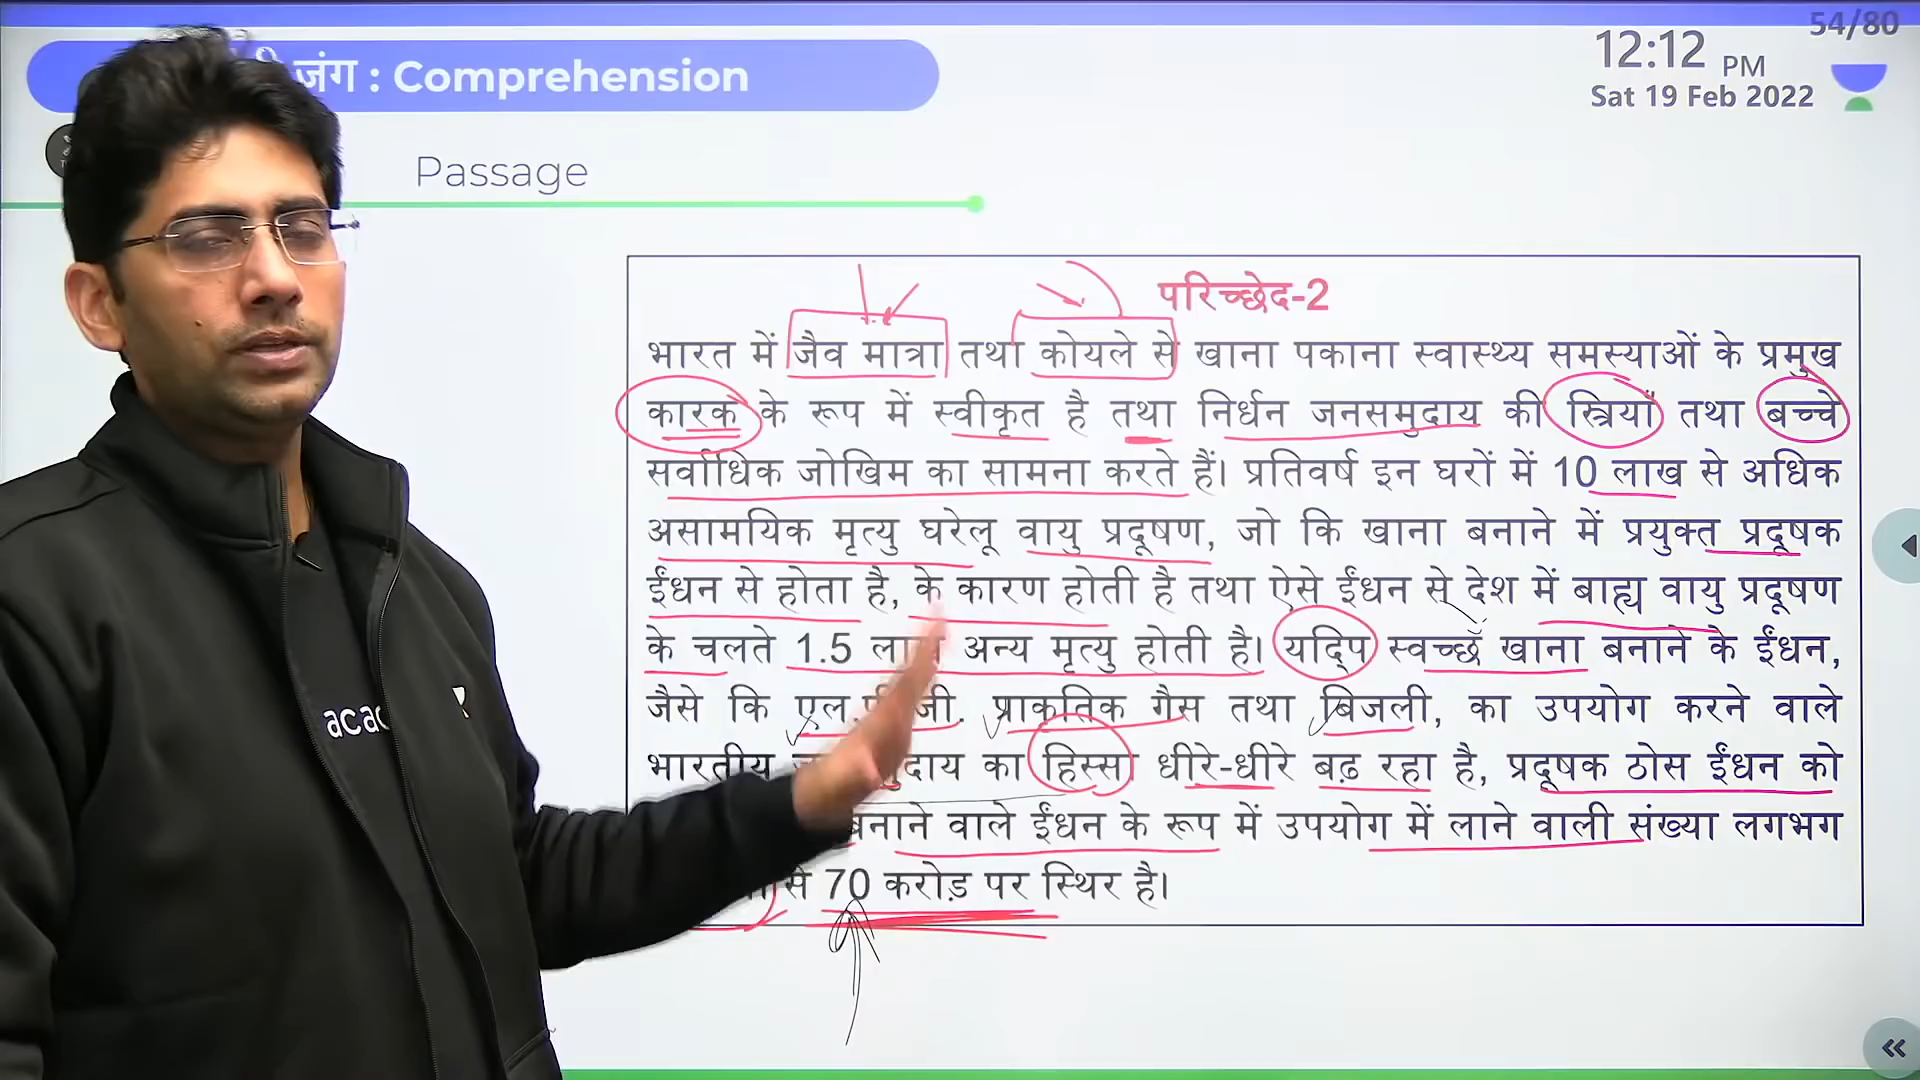 54/80
12:12 PM
Sat 19 Feb 2022
जंग : Comprehension
Passage
परिच्छेद-2
भारत में जैव मात्रा तथा कोयले से खाना पकाना स्वास्थ्य समस्याओं के प्रमुख
कारक के रूप में स्वीकृत है तथा निर्धन जनसमुदाय की स्त्रियाँ तथा बच्चे
सर्वाधिक जोखिम का सामना करते हैं। प्रतिवर्ष इन घरों में 10 लाख से अधिक
असामयिक मृत्यु घरेलू वायु प्रदूषण, जो कि खाना बनाने में प्रयुक्त प्रदूषक
ईंधन से होता है, के कारण होती है तथा ऐसे ईंधन से देश में बाह्य वायु प्रदूषण
के चलते 1.5 अन्य मृत्यु होती है। यदि्प स्वच्छ खाना बनाने के ईंधन,
जैसे कि प्राकृतिक गैस तथा बिजली, का उपयोग करने वाले
भारतीय का हिस्सा धीरे-धीरे बढ़ रहा है, प्रदूषक ठोस ईंधन को
बनाने वाले ईंधन के रूप में उपयोग में लाने वाली संख्या लगभग
से 70 करोड़ पर स्थिर है।
acad